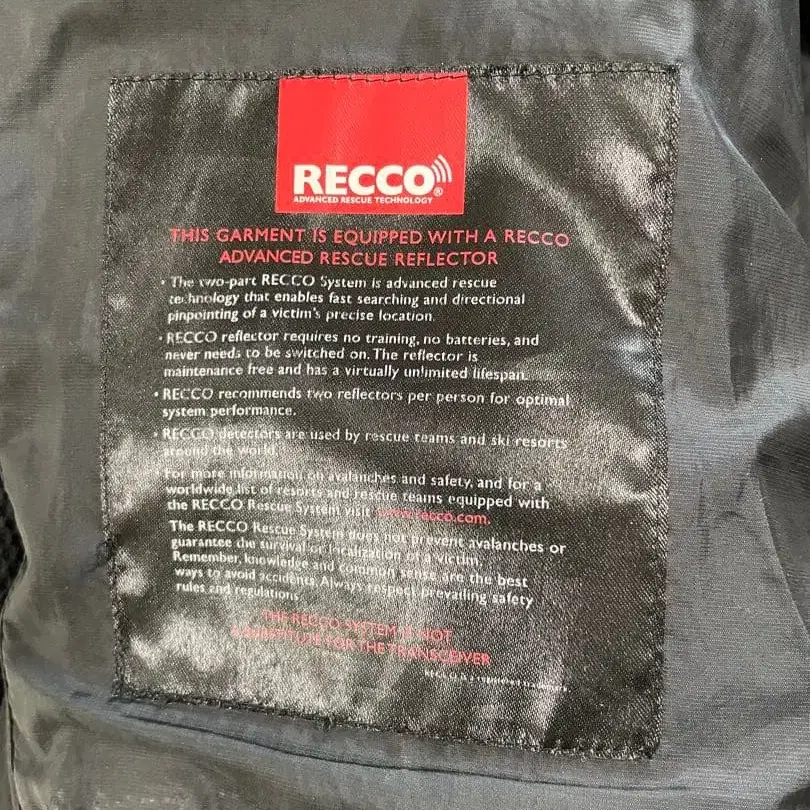 RECCO®
ADVANCED RESCUE TECHNOLOGY
THIS GARMENT IS EQUIPPED WITH A RECCO
ADVANCED RESCUE REFLECTOR
• The two-part RECCO System is advanced rescue
technology that enables fast searching and directional
pinpointing of a victim's precise location.
• RECCO reflector requires no training, no batteries, and
never needs to be switched on. The reflector is
maintenance free and has a virtually unlimited lifespan.
• RECCO recommends two reflectors per person for optimal
system performance.
• RECCO detectors are used by rescue teams and ski resorts
around the world.
For more information on avalanches and safety, and for a
worldwide list of resorts and rescue teams equipped with
the RECCO Rescue System visit www.recco.com.
The RECCO Rescue System does not prevent avalanches or
guarantee the survival or localization of a victim.
Remember, knowledge and common sense are the best
ways to avoid accidents. Always respect prevailing safety
rules and regulations.
THE RECCO SYSTEM IS NOT
A SUBSTITUTION FOR THE TRANSCEIVER